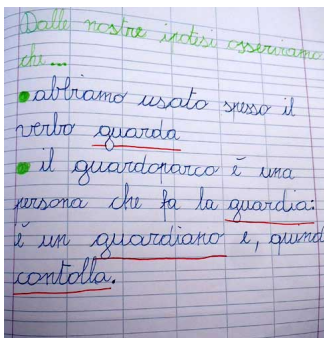 Dalle nostre ipotesi osserviamo
che...
• abbiamo usato spesso il
verbo guarda
• il guardaparco è una
persona che fa la guardia:
è un guardiano e, quind
contolla.